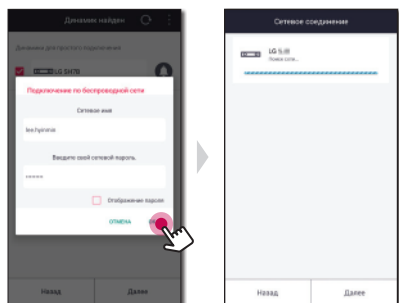 Динамик найден
Динамики для простого подключения
LG SH7B
Подключение по беспроводной сети
Сетевое имя
lee.hyinmin
Введите свой сетевой пароль.
Отображение пароля
ОТМЕНА
Назад
Далее
Сетевое соединение
LG
Поиск сети...
Назад
Далее